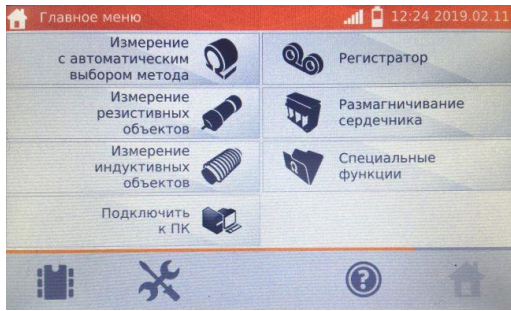 Главное меню
12:24 2019.02.11
Измерение
с автоматическим
выбором метода
Регистратор
Измерение
резистивных
объектов
Размагничивание
сердечника
Измерение
индуктивных
объектов
Специальные
функции
Подключить
к ПК